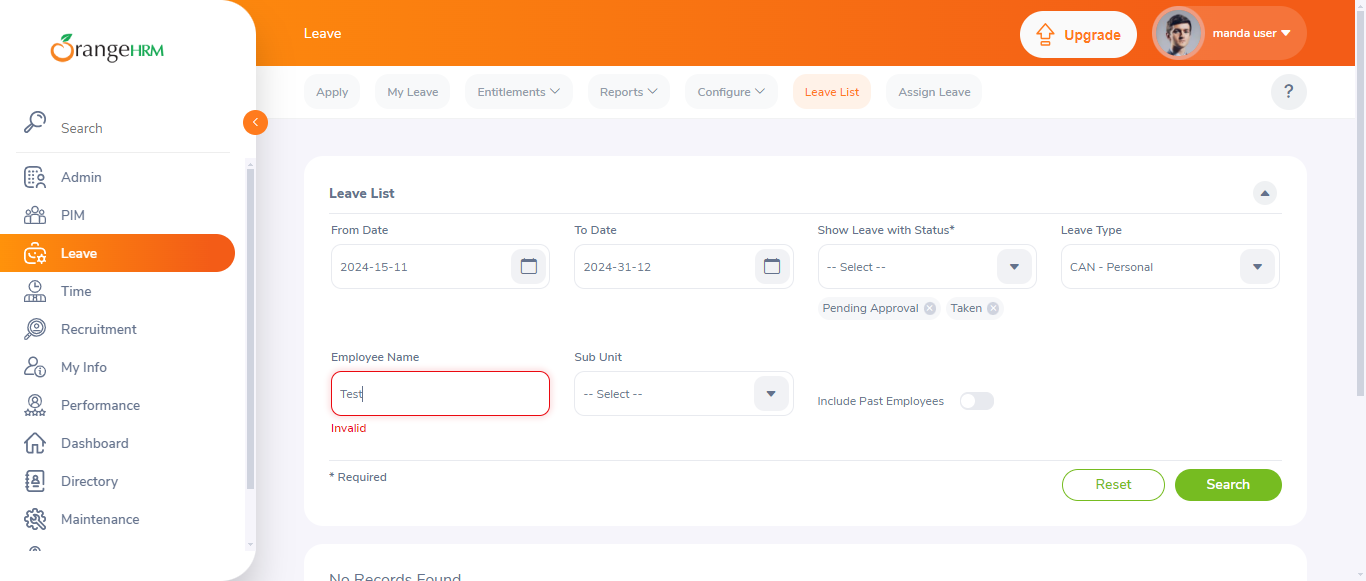 OrangeHRM
Leave
Upgrade
manda user
Search
Apply
My Leave
Entitlements
Reports
Configure
Leave List
Assign Leave
?
Admin
PIM
Leave
Time
Recruitment
My Info
Performance
Dashboard
Directory
Maintenance
Leave List
From Date
To Date
Show Leave with Status*
Leave Type
2024-15-11
2024-31-12
-- Select --
CAN - Personal
Pending Approval
Taken
Employee Name
Sub Unit
Test
-- Select --
Include Past Employees
Invalid
* Required
Reset
Search
No Records Found